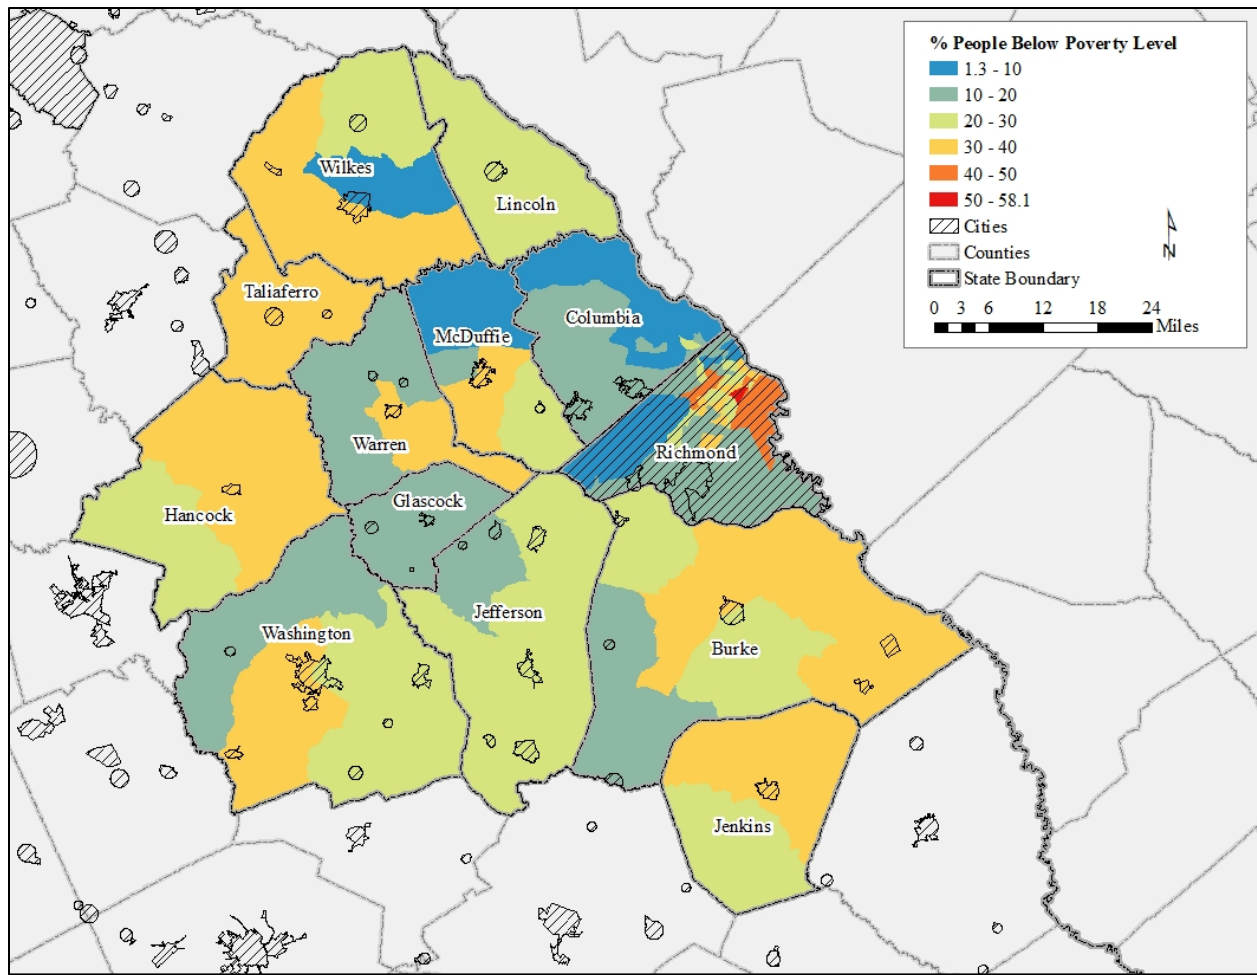 % People Below Poverty Level
1.3 - 10
10 - 20
20 - 30
30 - 40
40 - 50
50 - 58.1
Cities
Counties
State Boundary
N
0 3 6 12 18 24
Miles
Wilkes
Lincoln
Taliaferro
Columbia
McDuffie
Warren
Richmond
Glascock
Hancock
Jefferson
Washington
Burke
Jenkins